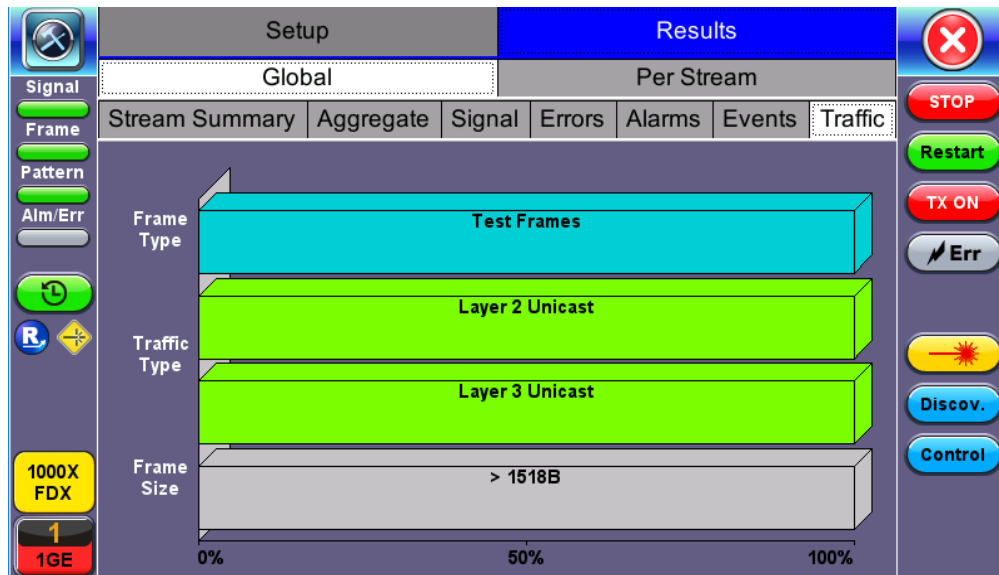 Setup
Results
Global
Per Stream
Stream Summary
Aggregate
Signal
Errors
Alarms
Events
Traffic
Signal
Frame
Pattern
Alm/Err
R
1000X
FDX
1
1GE
Frame
Type
Test Frames
Traffic
Type
Layer 2 Unicast
Layer 3 Unicast
Frame
Size
> 1518B
0%
50%
100%
STOP
Restart
TX ON
Err
Discov.
Control